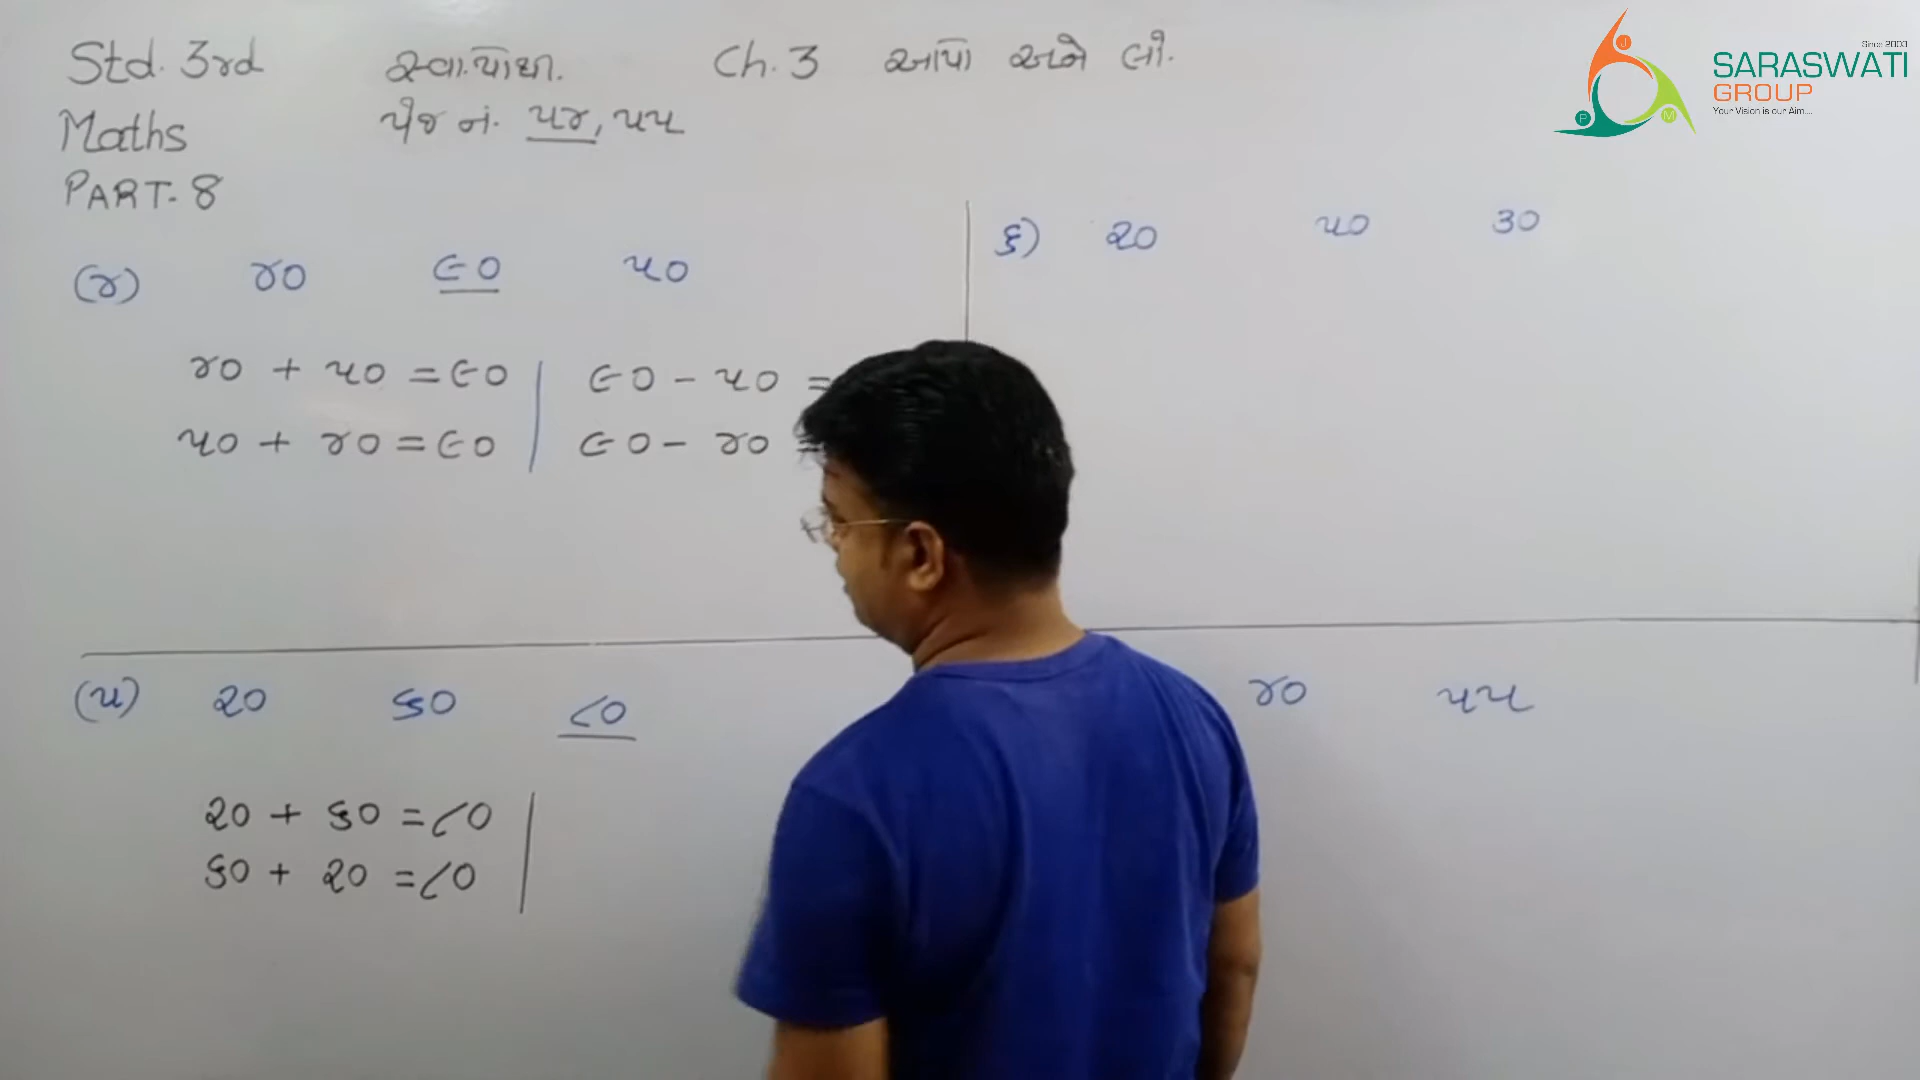 Std. 3rd સ્વા.પોથી. Ch. 3 આપો અને લો.
Maths પેજ નં. ૫૪, ૫૫
PART-8
(૪) ૪૦ ૯૦ ૫૦
૪૦ + ૫૦ = ૯૦ ૯૦ - ૫૦ =
૫૦ + ૪૦ = ૯૦ ૯૦ - ૪૦ =
૬) ૨૦ ૫૦ ૩૦
(૫) ૨૦ ૬૦ ૮૦
૨૦ + ૬૦ = ૮૦
૬૦ + ૨૦ = ૮૦
૪૦ ૫૫
Since 2003
SARASWATI
GROUP
Your Vision is our Aim....
J
P
M